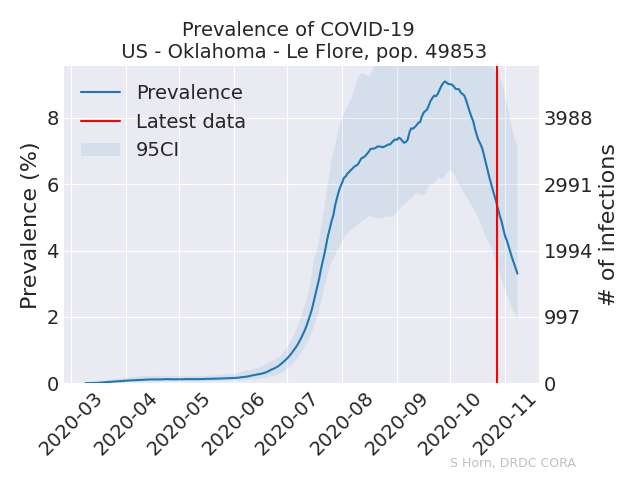 Prevalence of COVID-19
US - Oklahoma - Le Flore, pop. 49853
Prevalence
Latest data
95CI
Prevalence (%)
8
6
4
2
0
3988
2991
1994
997
0
# of infections
2020-03
2020-04
2020-05
2020-06
2020-07
2020-08
2020-09
2020-10
2020-11
S Horn, DRDC CORA